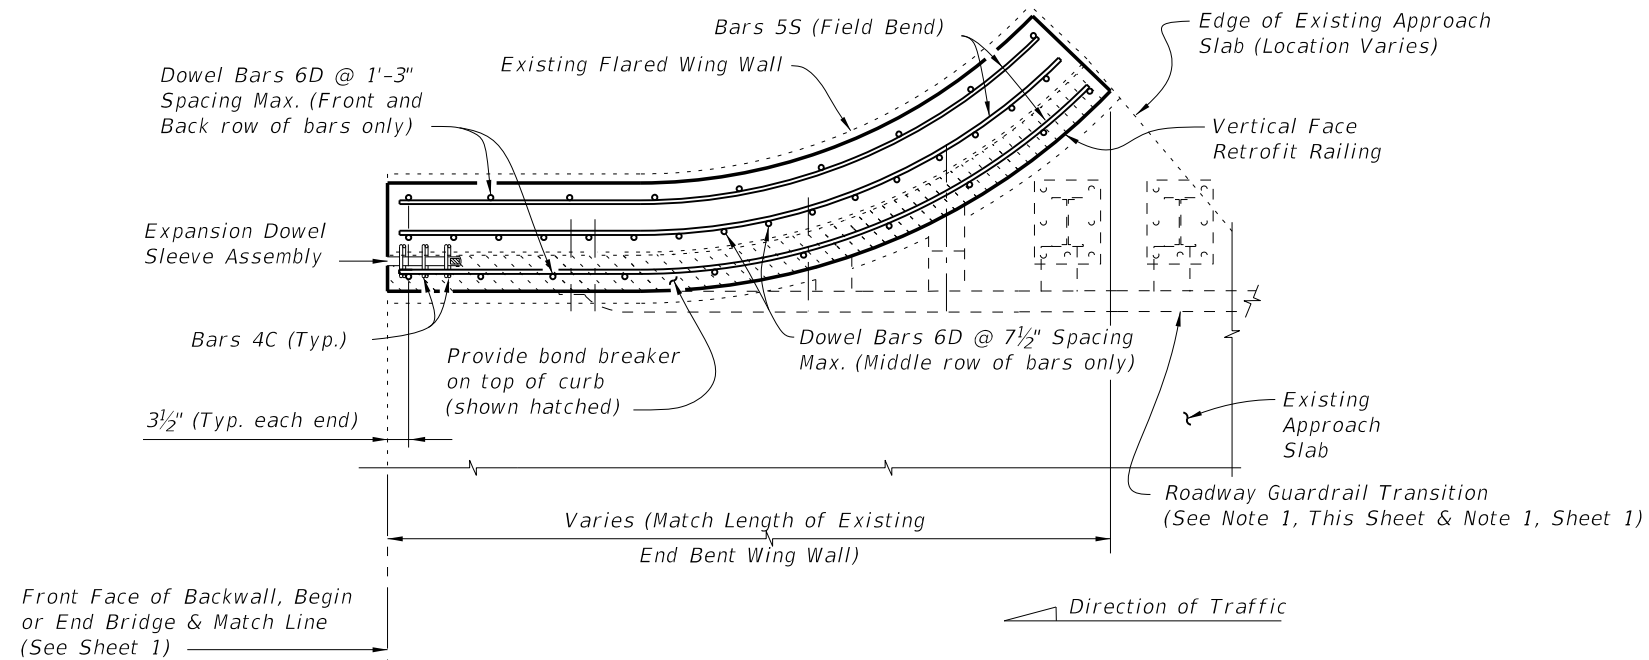 Bars 5S (Field Bend)
Edge of Existing Approach
Slab (Location Varies)
Existing Flared Wing Wall
Dowel Bars 6D @ 1'-3"
Spacing Max. (Front and
Back row of bars only)
Vertical Face
Retrofit Railing
Expansion Dowel
Sleeve Assembly
Bars 4C (Typ.)
Provide bond breaker
on top of curb
(shown hatched)
Dowel Bars 6D @ 7½" Spacing
Max. (Middle row of bars only)
3½" (Typ. each end)
Existing
Approach
Slab
Roadway Guardrail Transition
(See Note 1, This Sheet & Note 1, Sheet 1)
Varies (Match Length of Existing
End Bent Wing Wall)
Front Face of Backwall, Begin
or End Bridge & Match Line
(See Sheet 1)
Direction of Traffic